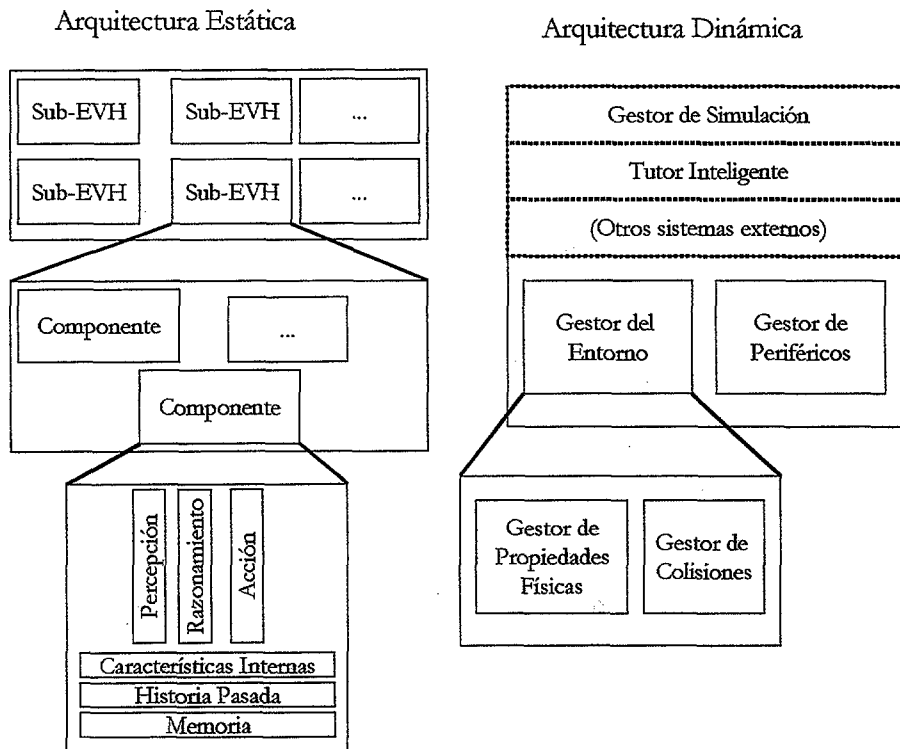 Arquitectura Estática
Sub-EVH
Sub-EVH
...
Sub-EVH
Sub-EVH
...
Componente
...
Componente
Percepción
Razonamiento
Acción
Características Internas
Historia Pasada
Memoria
Arquitectura Dinámica
Gestor de Simulación
Tutor Inteligente
(Otros sistemas externos)
Gestor del
Entorno
Gestor de
Periféricos
Gestor de
Propiedades
Físicas
Gestor de
Colisiones